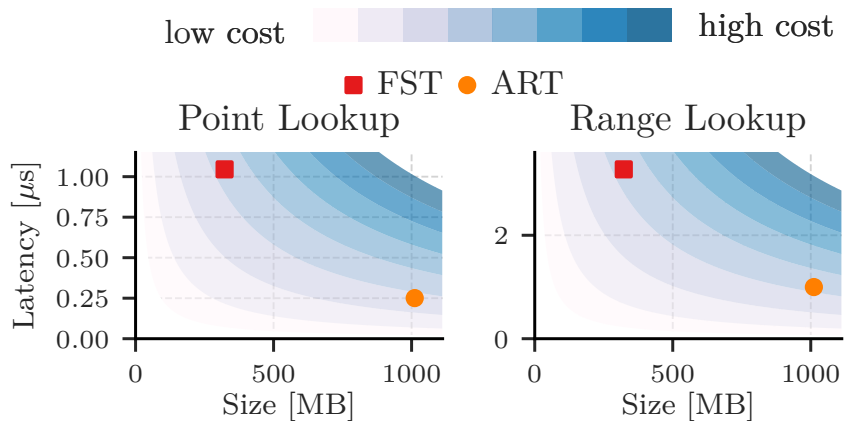 low cost high cost
FST ART
Point Lookup Range Lookup
Latency [μs]
1.00
0.75
0.50
0.25
0.00
0 500 1000
Size [MB]
2
0
0 500 1000
Size [MB]